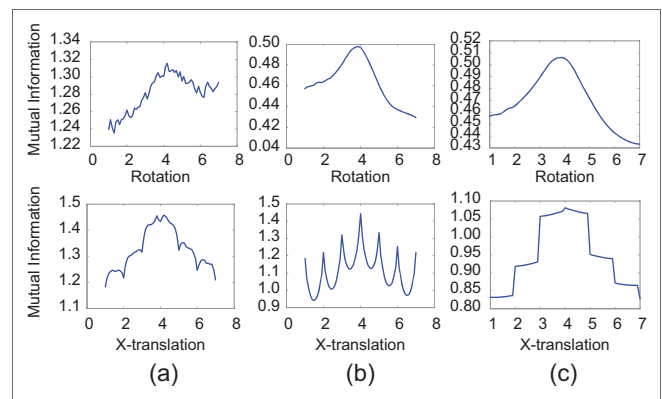 Mutual Information
1.34
1.32
1.30
1.28
1.26
1.24
1.22
0 2 4 6 8
Rotation
0.50
0.48
0.46
0.44
0.42
0.04
0 2 4 6 8
Rotation
0.52
0.51
0.50
0.49
0.48
0.47
0.46
0.45
0.44
0.43
1 2 3 4 5 6 7
Rotation
Mutual Information
1.5
1.4
1.3
1.2
1.1
0 2 4 6 8
X-translation
(a)
1.5
1.4
1.3
1.2
1.1
1.0
0.9
0 2 4 6 8
X-translation
(b)
1.10
1.05
1.00
0.95
0.90
0.85
0.80
1 2 3 4 5 6 7
X-translation
(c)